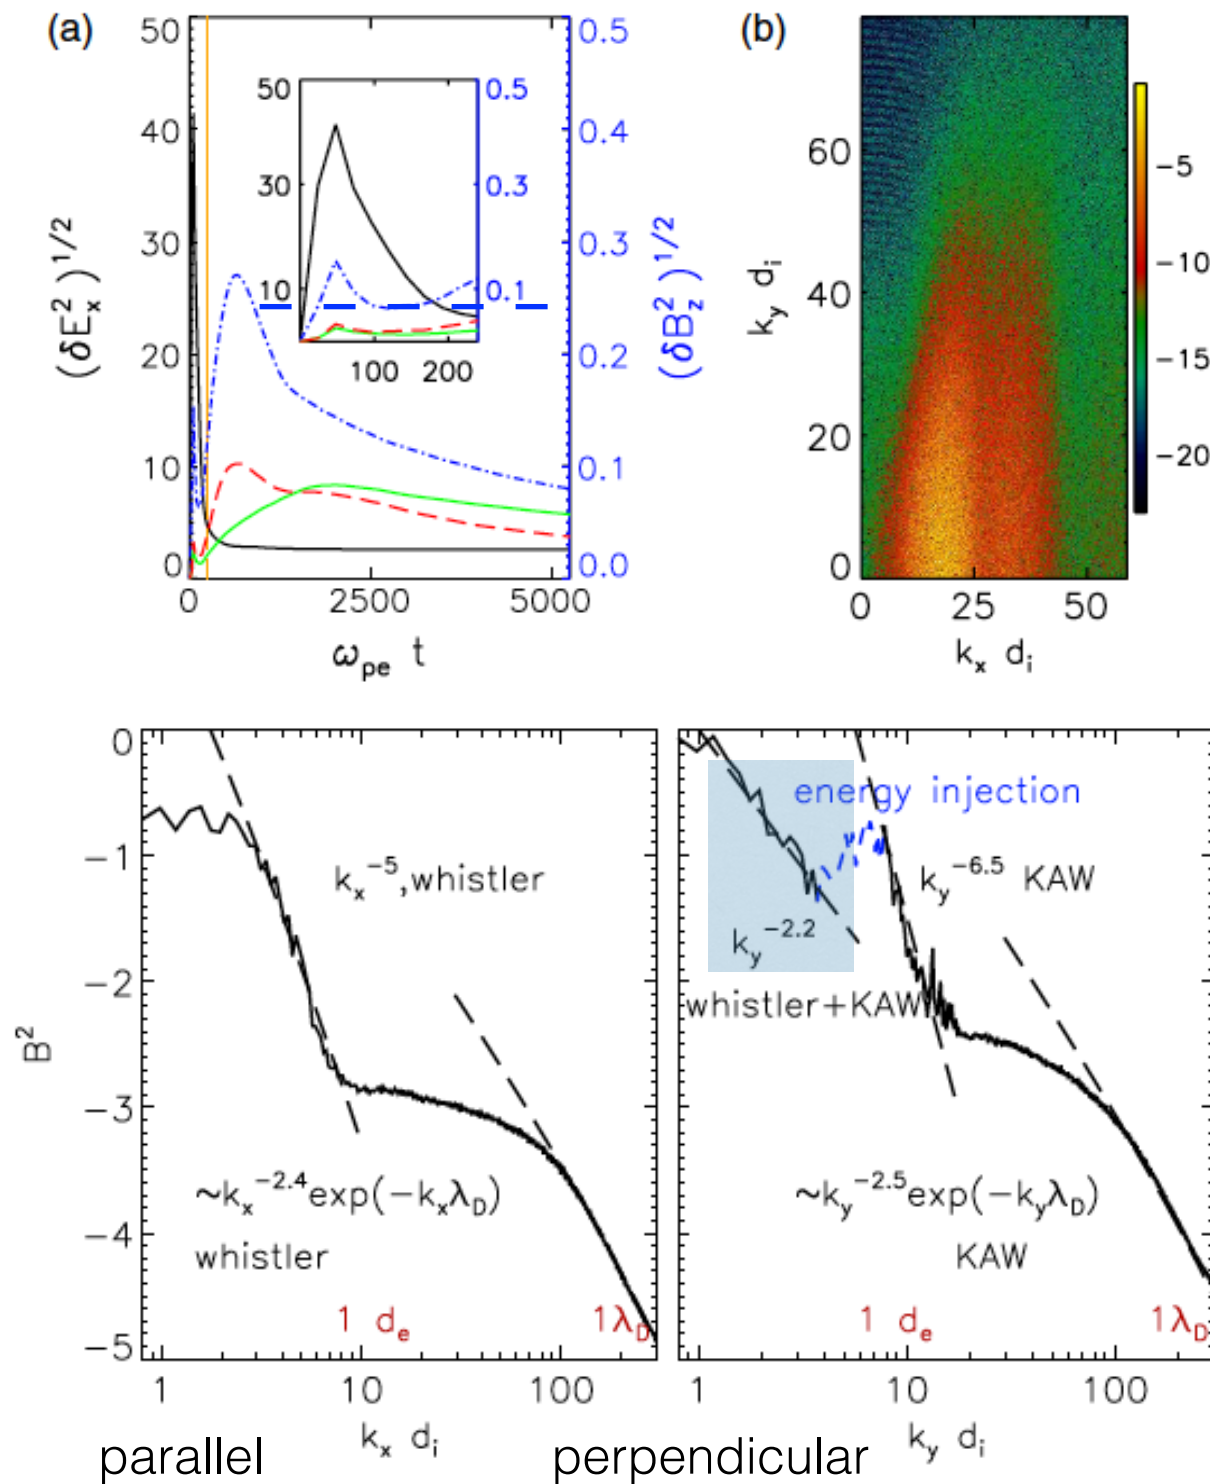 (a)
50
40
30
20
10
0
(δE_x^2)^1/2
0 2500 5000
ω_pe t
0.5
0.4
0.3
0.2
0.1
0.0
(δB_z^2)^1/2
50
30
10
100 200
0.5
0.3
0.1
(b)
60
40
20
0
k_y d_i
0 25 50
k_x d_i
-5
-10
-15
-20
0
-1
-2
-3
-4
-5
B^2
k_x^-5, whistler
~k_x^-2.4 exp(-k_x λ_D)
whistler
1 d_e
1λ_D
1 10 100
k_x d_i
parallel
energy injection
k_y^-6.5 KAW
k_y^-2.2
whistler+KAW
~k_y^-2.5 exp(-k_y λ_D)
KAW
1 d_e
1λ_D
1 10 100
k_y d_i
perpendicular